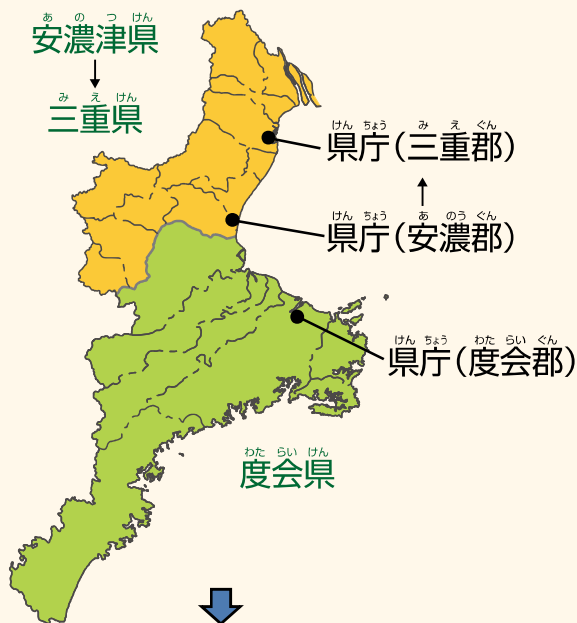 あのつけん
安濃津県
↓
みえけん
三重県
けんちょう みえぐん
県庁(三重郡)
↑
けんちょう あのうぐん
県庁(安濃郡)
けんちょう わたらいぐん
県庁(度会郡)
わたらいけん
度会県